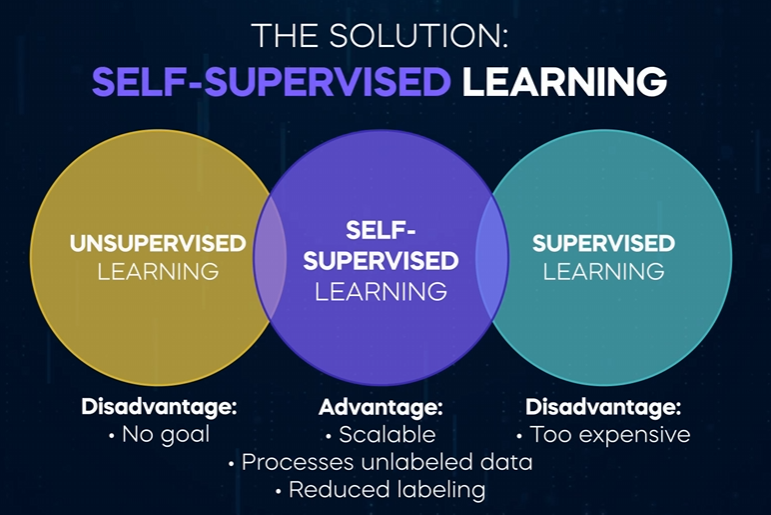 THE SOLUTION:
SELF-SUPERVISED LEARNING
UNSUPERVISED
LEARNING
SELF-
SUPERVISED
LEARNING
SUPERVISED
LEARNING
Disadvantage:
• No goal
Advantage:
• Scalable
• Processes unlabeled data
• Reduced labeling
Disadvantage:
• Too expensive